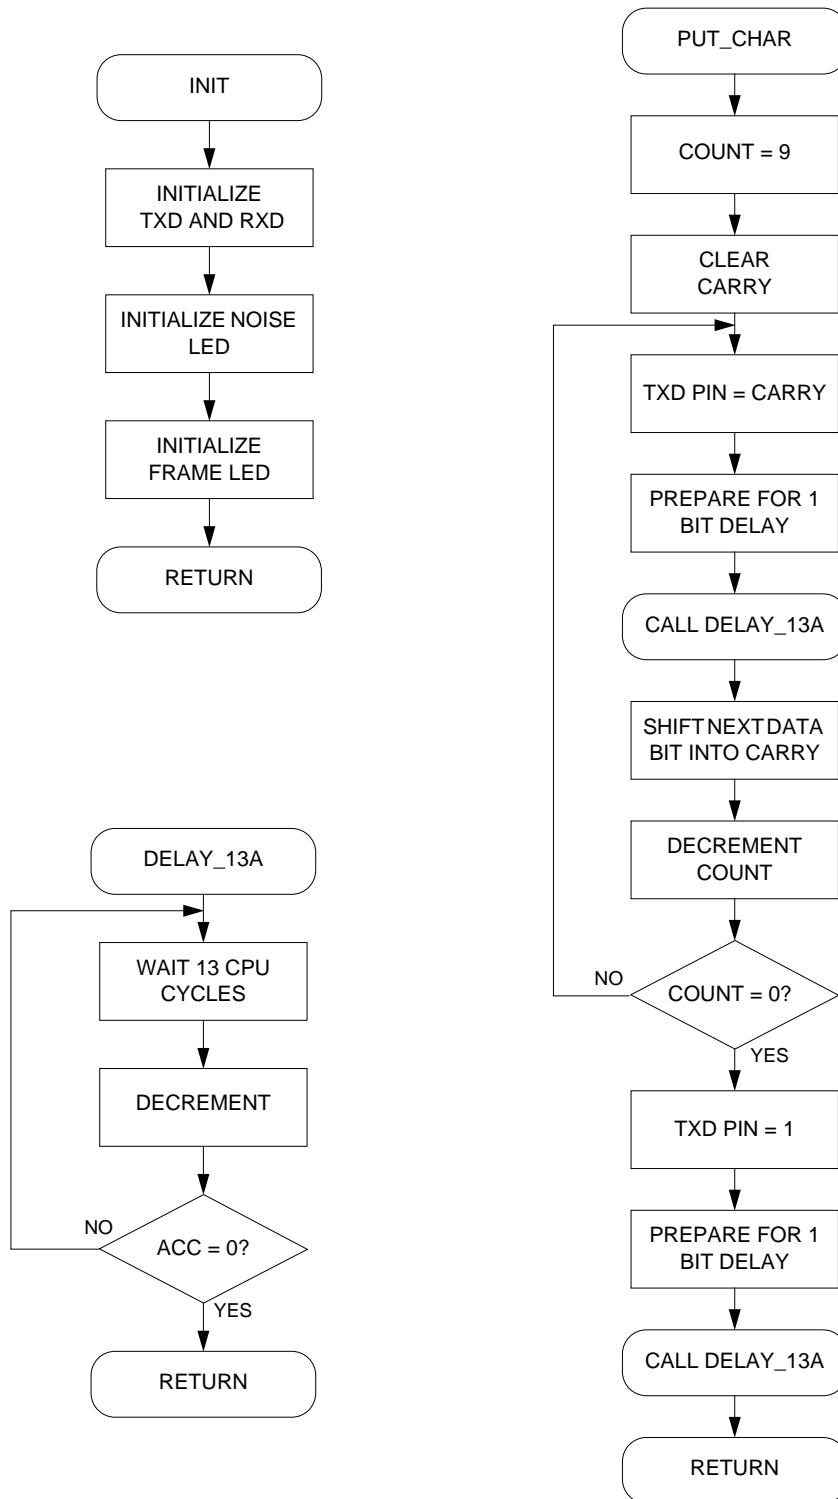 INIT
INITIALIZE
TXD AND RXD
INITIALIZE NOISE
LED
INITIALIZE
FRAME LED
RETURN
DELAY_13A
WAIT 13 CPU
CYCLES
DECREMENT
ACC = 0?
NO
YES
RETURN
PUT_CHAR
COUNT = 9
CLEAR
CARRY
TXD PIN = CARRY
PREPARE FOR 1
BIT DELAY
CALL DELAY_13A
SHIFT NEXT DATA
BIT INTO CARRY
DECREMENT
COUNT
NO
COUNT = 0?
YES
TXD PIN = 1
PREPARE FOR 1
BIT DELAY
CALL DELAY_13A
RETURN